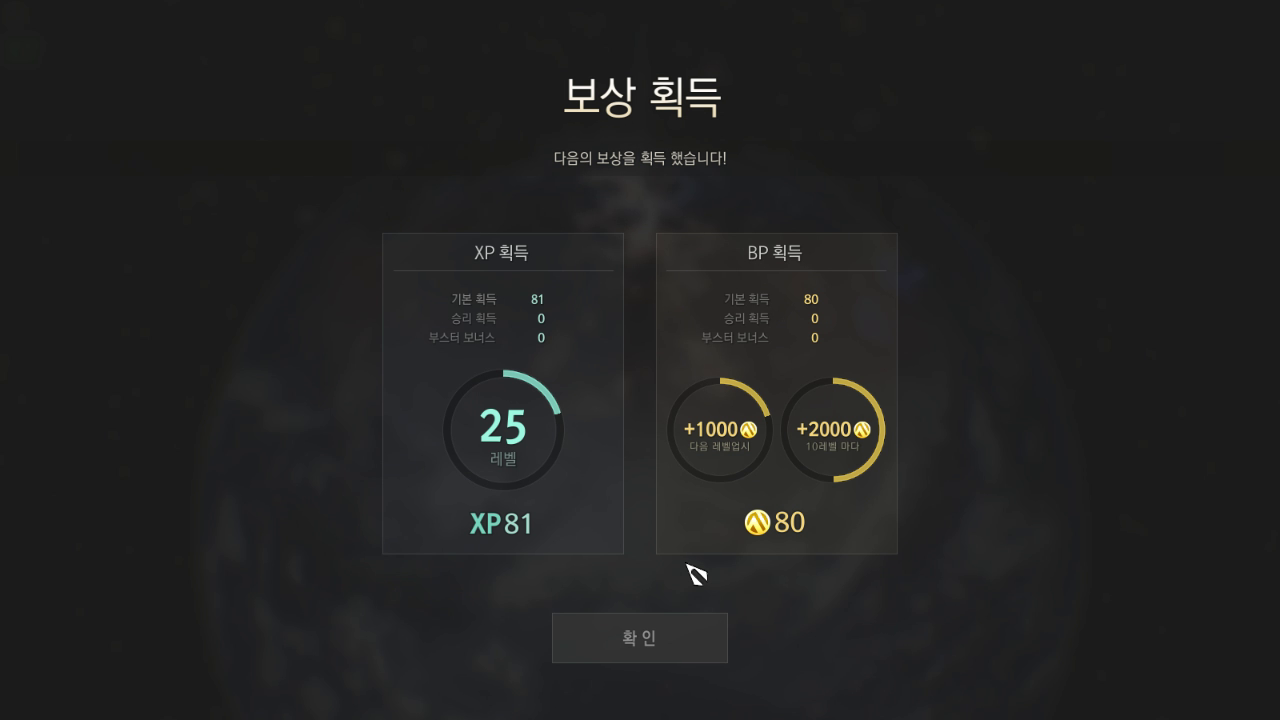 보상 획득
다음의 보상을 획득 했습니다!
XP 획득
기본 획득 81
승리 획득 0
부스터 보너스 0
25
레벨
XP 81
BP 획득
기본 획득 80
승리 획득 0
부스터 보너스 0
+1000
다음 레벨업시
+2000
10레벨 마다
80
확인